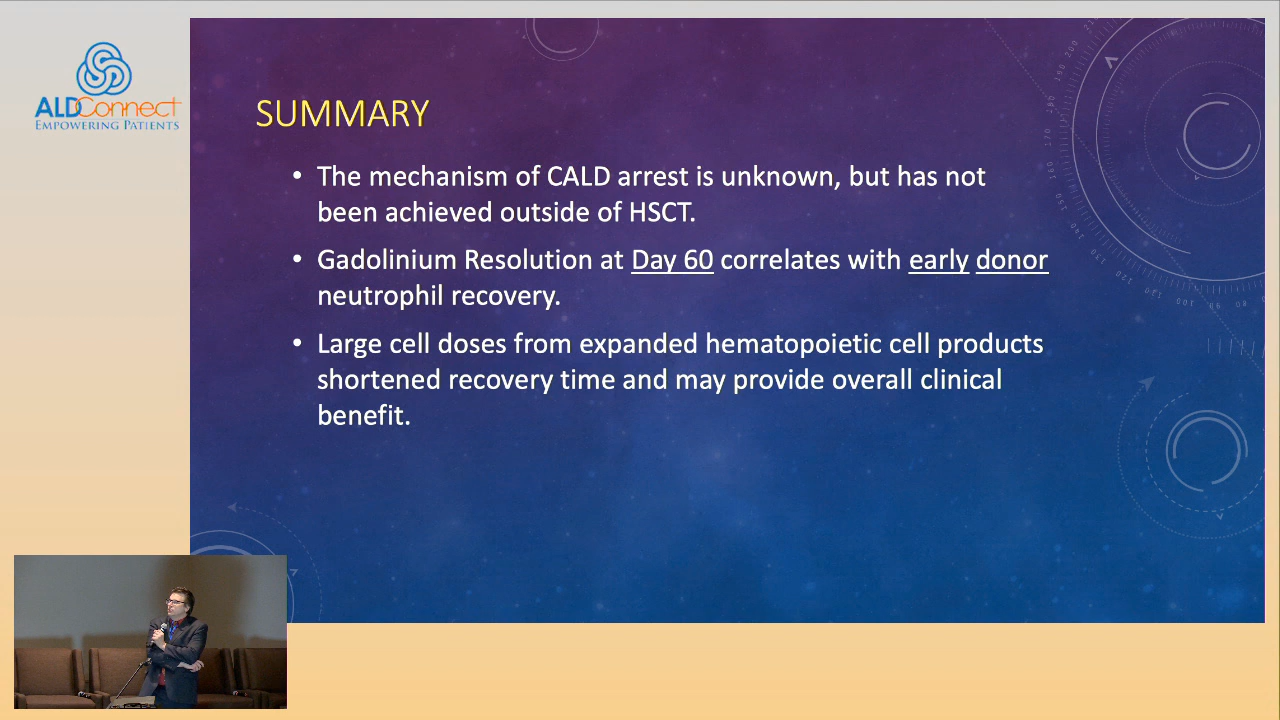 ALDConnect
EMPOWERING PATIENTS
SUMMARY
• The mechanism of CALD arrest is unknown, but has not
been achieved outside of HSCT.
• Gadolinium Resolution at Day 60 correlates with early donor
neutrophil recovery.
• Large cell doses from expanded hematopoietic cell products
shortened recovery time and may provide overall clinical
benefit.